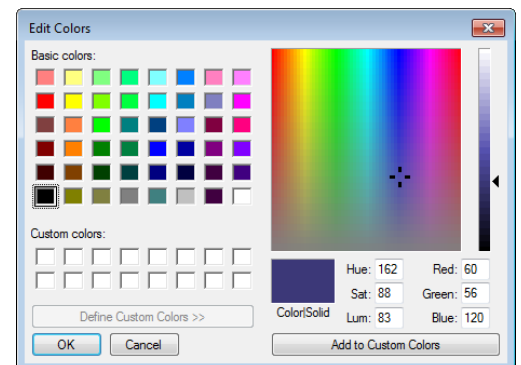 Edit Colors
Basic colors:
Custom colors:
Define Custom Colors >>
OK Cancel
Color|Solid
Hue: 162 Red: 60
Sat: 88 Green: 56
Lum: 83 Blue: 120
Add to Custom Colors